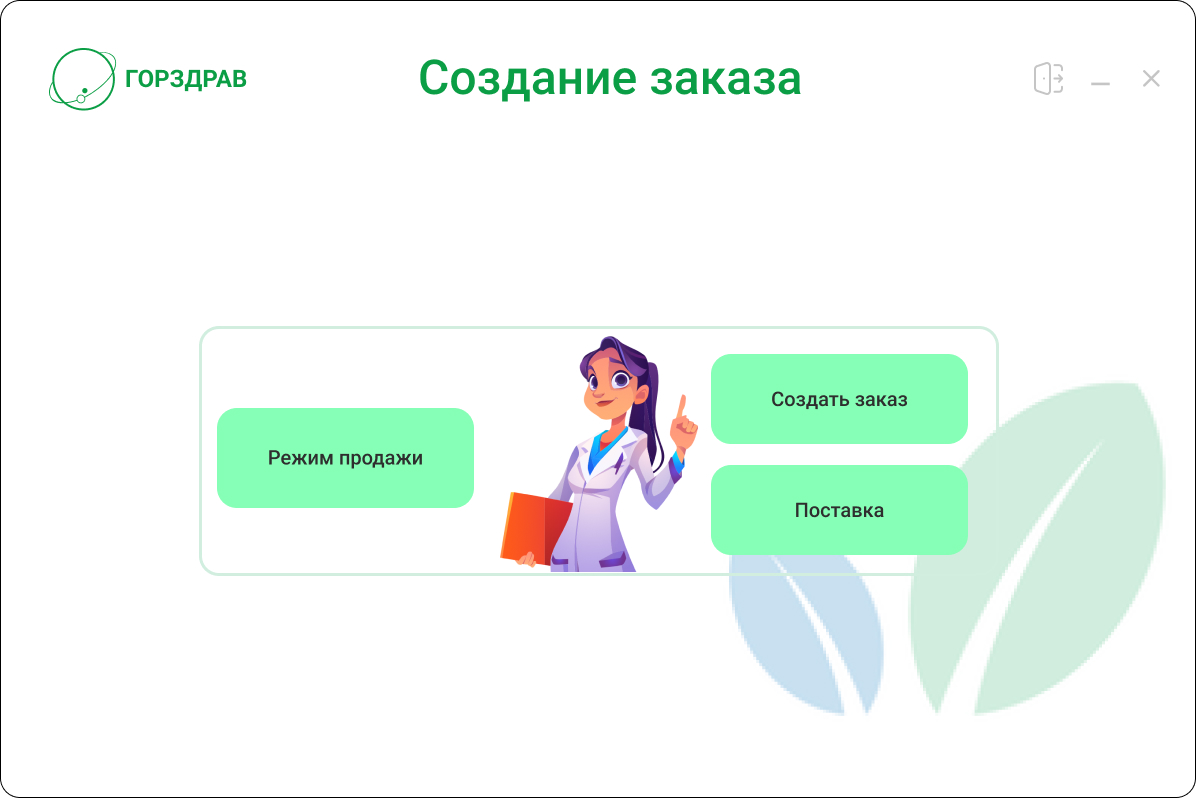 ГОРЗДРАВ
Создание заказа
Режим продажи
Создать заказ
Поставка